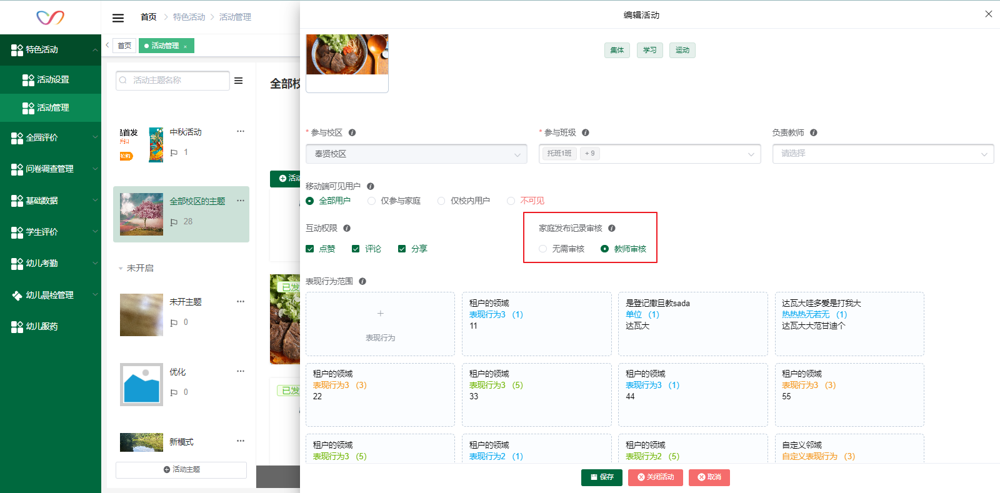 首页
特色活动
活动管理
编辑活动
特色活动
活动设置
活动管理
全园评价
问卷调查管理
基础数据
学生评价
幼儿考勤
幼儿晨检管理
幼儿服药
首页
活动管理
活动主题名称
品首发
抢购
中秋活动
1
全部校区的主题
28
未开启
未开主题
0
优化
0
新模式
活动主题
全部校
活动
已发
已发
集体
学习
运动
* 参与校区
奉贤校区
* 参与班级
托班1班
+ 9
负责教师
请选择
移动端可见用户
全部用户
仅参与家庭
仅校内用户
不可见
互动权限
点赞
评论
分享
家庭发布记录审核
无需审核
教师审核
表现行为范围
+
表现行为
租户的领域
表现行为3 (1)
11
是登记撒旦教sada
单位 (1)
达瓦大
达瓦大哇多爱是打我大
热热热无若无 (1)
达瓦大大范甘迪个
租户的领域
表现行为3 (3)
22
租户的领域
表现行为3 (5)
33
租户的领域
表现行为3 (1)
44
租户的领域
表现行为3 (3)
55
租户的领域
表现行为3 (5)
租户的领域
表现行为2 (1)
租户的领域
表现行为2 (5)
自定义邻域
自定义表现行为 (3)
保存
关闭活动
取消